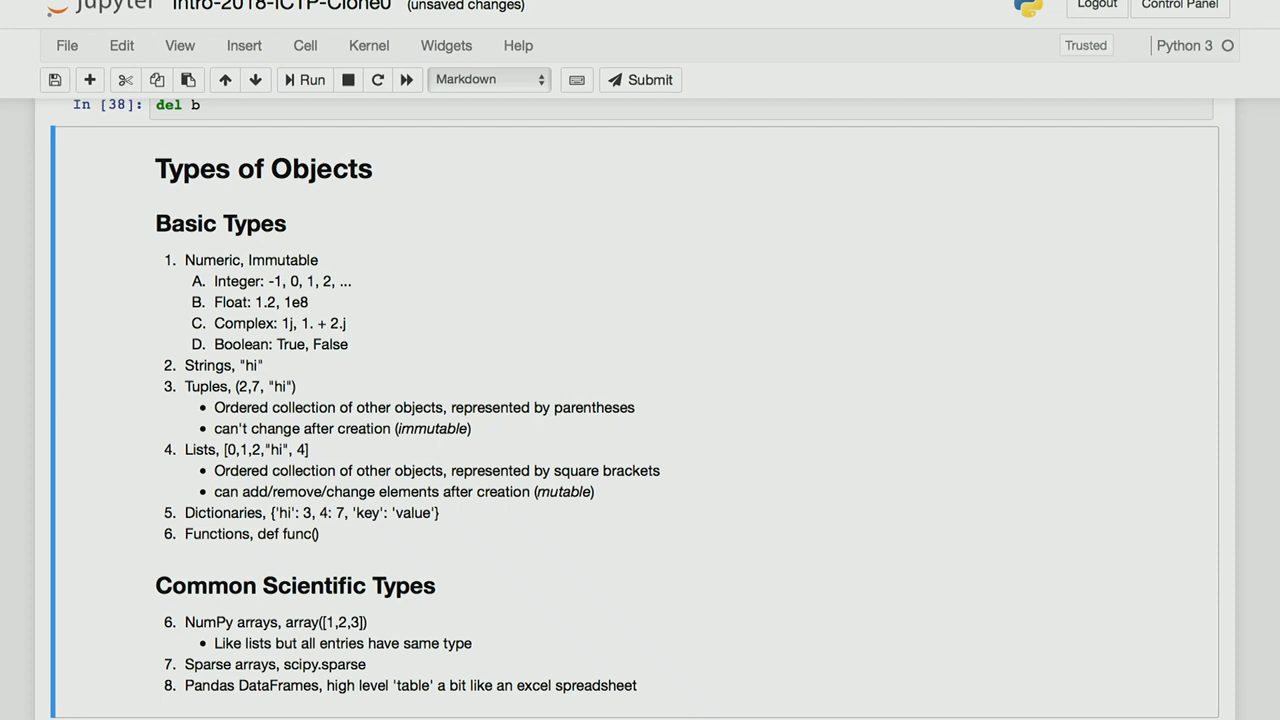 jupyter Intro-2018-ICTP-Clone0 (unsaved changes) Logout Control Panel
File Edit View Insert Cell Kernel Widgets Help Trusted Python 3
Run Markdown Submit
In [38]: del b
Types of Objects
Basic Types
1. Numeric, Immutable
A. Integer: -1, 0, 1, 2, ...
B. Float: 1.2, 1e8
C. Complex: 1j, 1. + 2.j
D. Boolean: True, False
2. Strings, "hi"
3. Tuples, (2,7, "hi")
• Ordered collection of other objects, represented by parentheses
• can't change after creation (immutable)
4. Lists, [0,1,2,"hi", 4]
• Ordered collection of other objects, represented by square brackets
• can add/remove/change elements after creation (mutable)
5. Dictionaries, {'hi': 3, 4: 7, 'key': 'value'}
6. Functions, def func()
Common Scientific Types
6. NumPy arrays, array([1,2,3])
• Like lists but all entries have same type
7. Sparse arrays, scipy.sparse
8. Pandas DataFrames, high level 'table' a bit like an excel spreadsheet